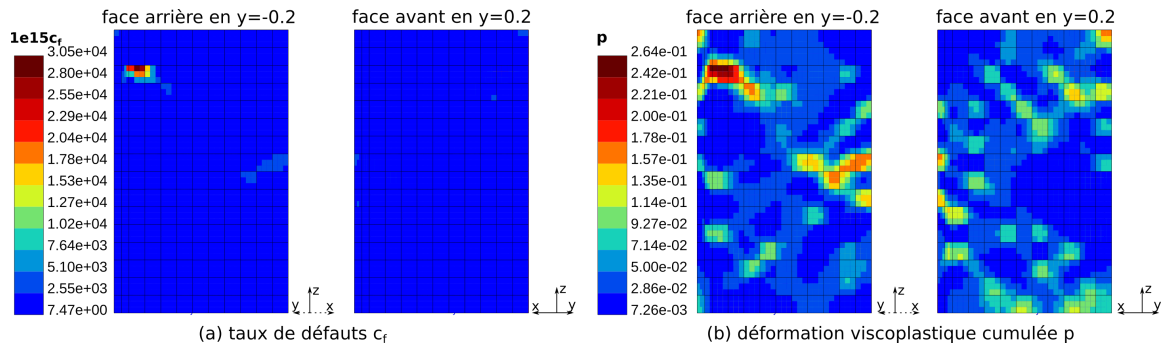 face arrière en y=-0.2
face avant en y=0.2
1e15cf
3.05e+04
2.80e+04
2.55e+04
2.29e+04
2.04e+04
1.78e+04
1.53e+04
1.27e+04
1.02e+04
7.64e+03
5.10e+03
2.55e+03
7.47e+00
z
y
x
z
x
y
(a) taux de défauts cf
face arrière en y=-0.2
face avant en y=0.2
p
2.64e-01
2.42e-01
2.21e-01
2.00e-01
1.78e-01
1.57e-01
1.35e-01
1.14e-01
9.27e-02
7.14e-02
5.00e-02
2.86e-02
7.26e-03
z
y
x
z
x
y
(b) déformation viscoplastique cumulée p